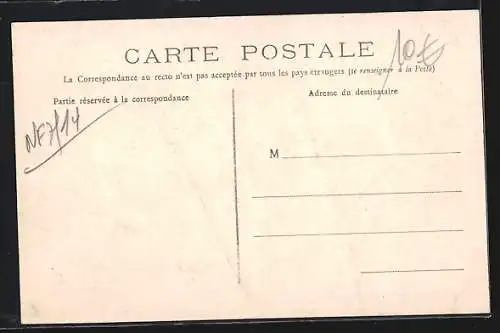 CARTE POSTALE
10€
La Correspondance au recto n'est pas acceptée par tous les pays étrangers (se renseigner à la Poste)
Partie réservée à la correspondance
Adresse du destinataire
M